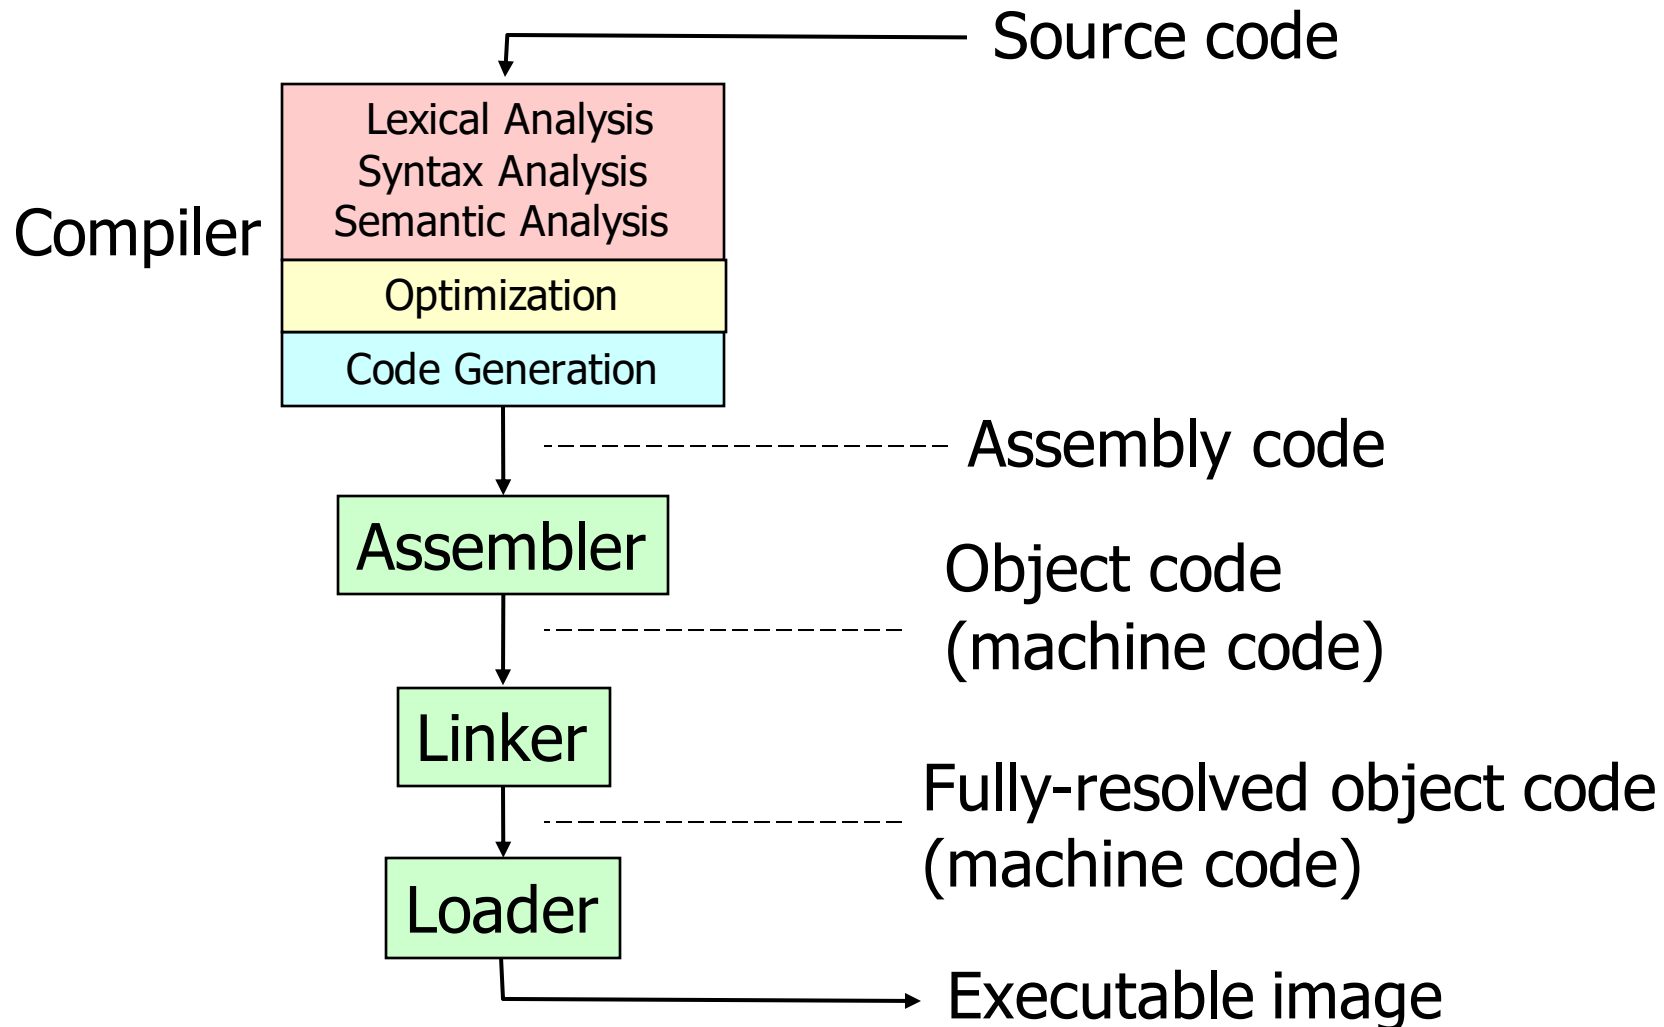 Source code
Lexical Analysis
Syntax Analysis
Semantic Analysis
Compiler
Optimization
Code Generation
Assembly code
Assembler
Object code
(machine code)
Linker
Fully-resolved object code
(machine code)
Loader
Executable image